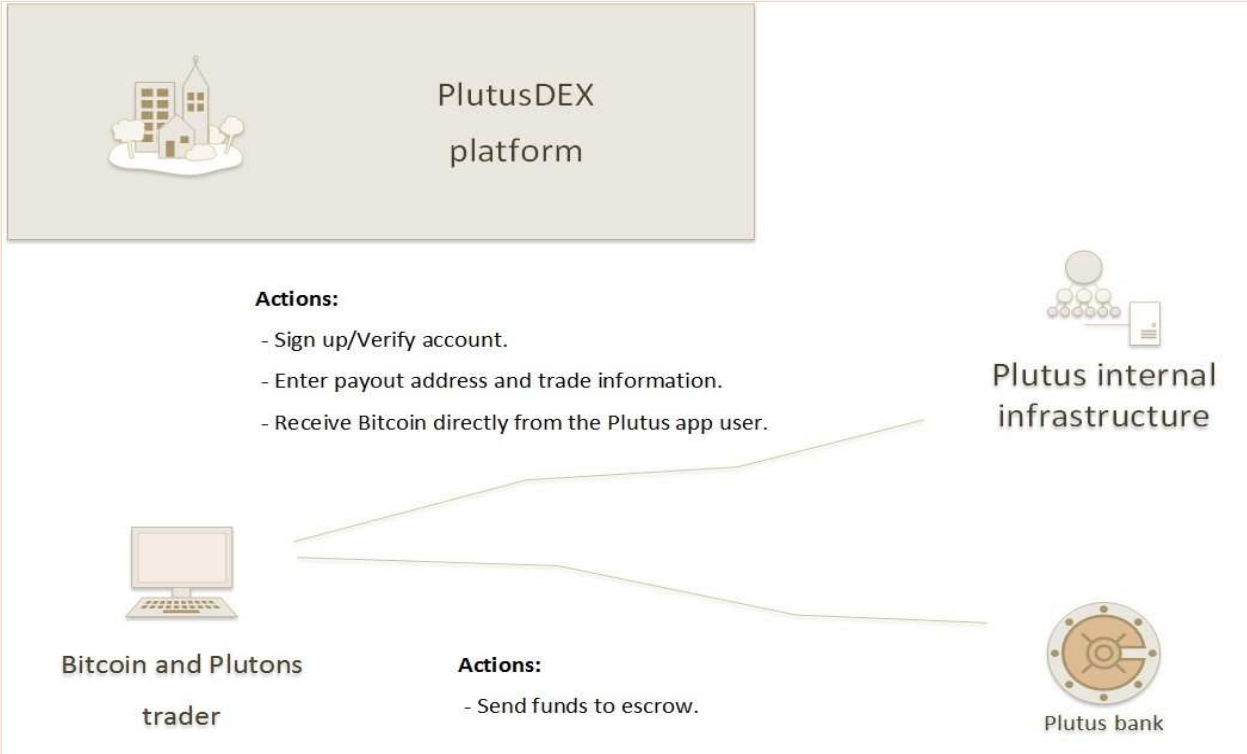 PlutusDEX
platform
Actions:
- Sign up/Verify account.
- Enter payout address and trade information.
- Receive Bitcoin directly from the Plutus app user.
Plutus internal
infrastructure
Bitcoin and Plutons
trader
Actions:
- Send funds to escrow.
Plutus bank